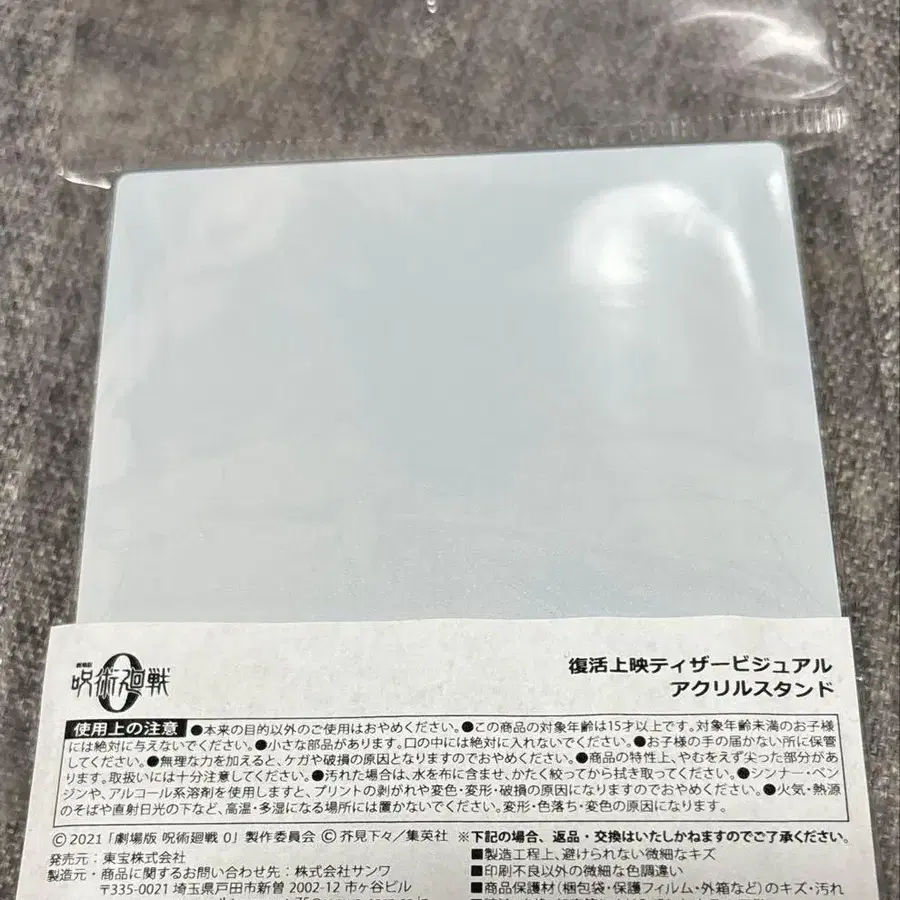 劇場版
呪術廻戦 0
復活上映ティザービジュアル
アクリルスタンド
使用上の注意 ●本来の目的以外のご使用はおやめください。●この商品の対象年齢は15才以上です。対象年齢未満のお子様
には絶対に与えないでください。●小さな部品があります。口の中には絶対に入れないでください。●お子様の手の届かない所に保管
してください。●無理な力を加えると、ケガや破損の原因となりますのでおやめください。●商品の特性上、やむをえず尖った部分があ
ります。取扱いには十分注意してください。●汚れた場合は、水を布に含ませ、かたく絞ってから拭き取ってください。●シンナー・ベン
ジンや、アルコール系溶剤を使用しますと、プリントの剥がれや変色・変形・破損の原因になりますのでおやめください。●火気・熱源
のそばや直射日光の下など、高温・多湿になる場所には置かないでください。変形・色落ち・変色の原因になります。
©2021「劇場版 呪術廻戦 0」製作委員会 ©芥見下々／集英社 ※下記の場合、返品・交換はいたしかねますのでご了承ください。
発売元：東宝株式会社
製造元・商品に関するお問い合わせ先：株式会社サンワ
〒335-0021 埼玉県戸田市新曽 2002-12 市ヶ谷ビル
■製造工程上、避けられない微細なキズ
■印刷不良以外の微細な色調違い
■商品保護材(梱包袋・保護フィルム・外箱など)のキズ・汚れ